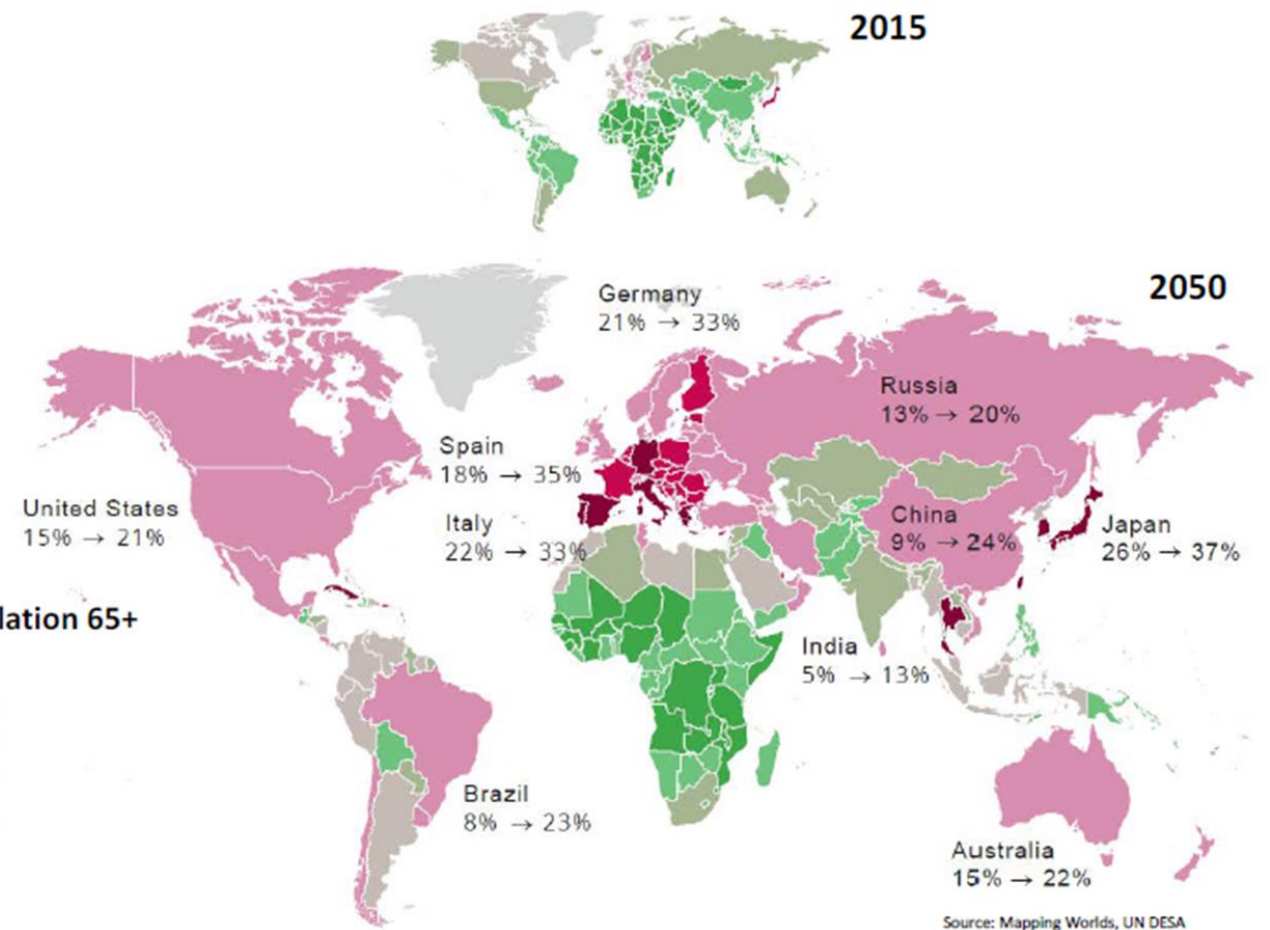 2015
2050
Germany
21% → 33%
Russia
13% → 20%
Spain
18% → 35%
United States
15% → 21%
Italy
22% → 33%
China
9% → 24%
Japan
26% → 37%
lation 65+
India
5% → 13%
Brazil
8% → 23%
Australia
15% → 22%
Source: Mapping Worlds, UN DESA